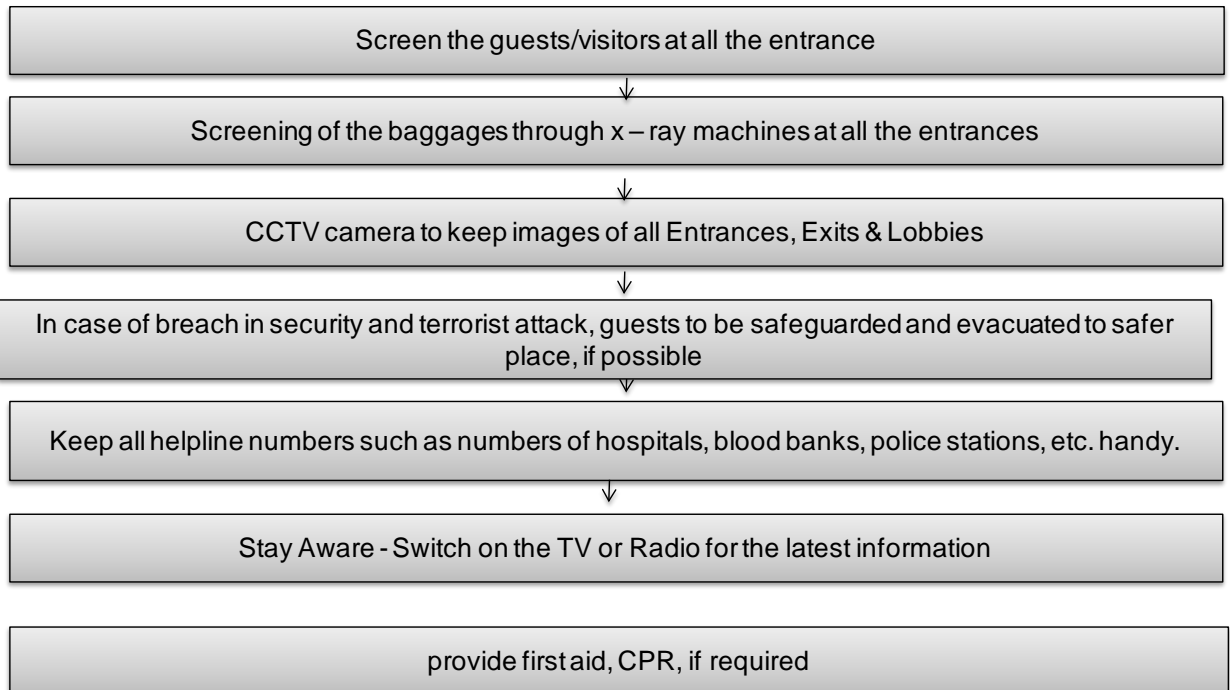 Screen the guests/visitors at all the entrance
Screening of the baggages through x – ray machines at all the entrances
CCTV camera to keep images of all Entrances, Exits & Lobbies
In case of breach in security and terrorist attack, guests to be safeguarded and evacuated to safer
place, if possible
Keep all helpline numbers such as numbers of hospitals, blood banks, police stations, etc. handy.
Stay Aware - Switch on the TV or Radio for the latest information
provide first aid, CPR, if required